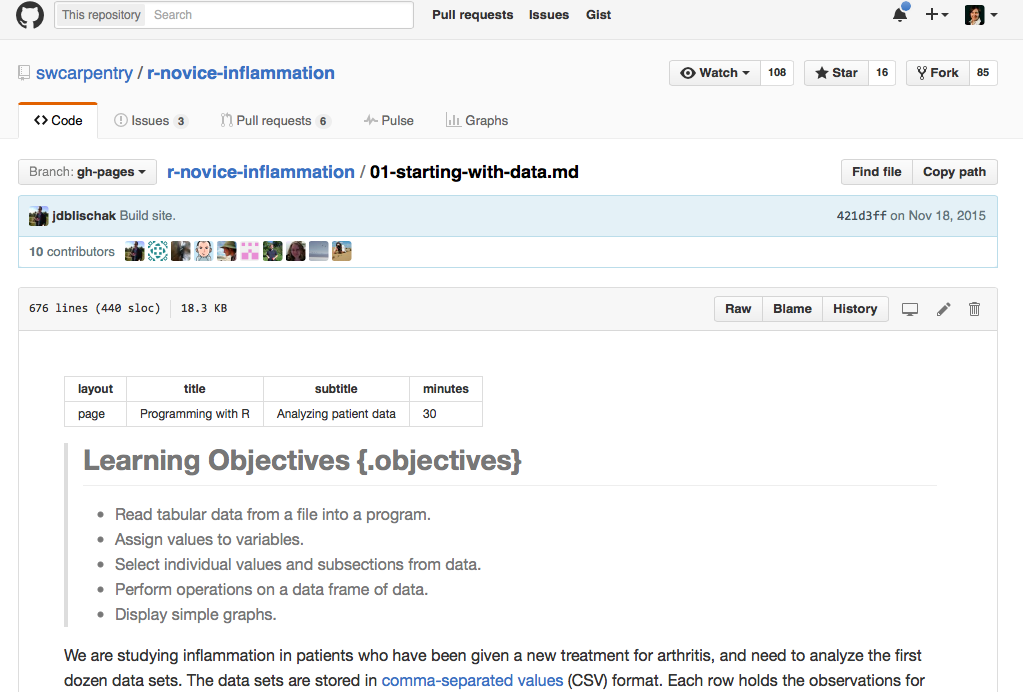 This repository Search Pull requests Issues Gist
swcarpentry / r-novice-inflammation Watch 108 Star 16 Fork 85
Code Issues 3 Pull requests 6 Pulse Graphs
Branch: gh-pages r-novice-inflammation / 01-starting-with-data.md Find file Copy path
jdblischak Build site. 421d3ff on Nov 18, 2015
10 contributors
676 lines (440 sloc) 18.3 KB Raw Blame History
layout title subtitle minutes
page Programming with R Analyzing patient data 30
Learning Objectives {.objectives}
• Read tabular data from a file into a program.
• Assign values to variables.
• Select individual values and subsections from data.
• Perform operations on a data frame of data.
• Display simple graphs.
We are studying inflammation in patients who have been given a new treatment for arthritis, and need to analyze the first
dozen data sets. The data sets are stored in comma-separated values (CSV) format. Each row holds the observations for